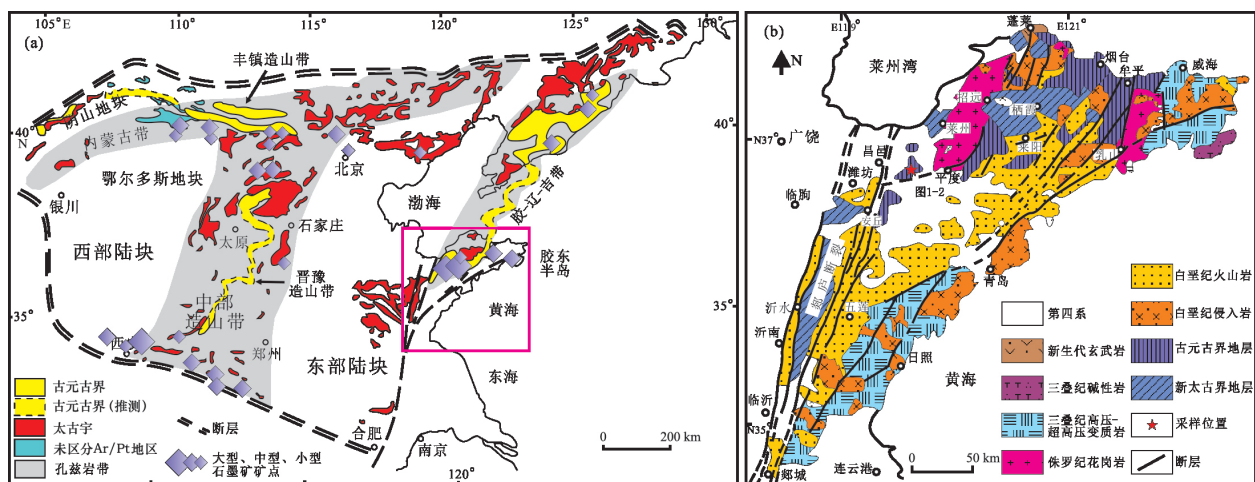 105°E
110°
115°
120°
125°
130°
(a)
丰镇造山带
阴山地块
40°
N
内蒙古带
40°
鄂尔多斯地块
北京
银川
渤海
胶-辽-吉带
石家庄
太原
西部陆块
胶东
半岛
晋豫
造山带
中部
造山带
黄海
35°
35°
西
郑州
东部陆块
东海
合肥
南京
120°
0
200 km
古元古界
古元古界(推测)
太古宇
未区分Ar/Pt地区
孔兹岩带
断层
大型、中型、小型
石墨矿矿点
(b)
E119°
蓬莱
E121°
N
莱州湾
烟台
牟平
威海
招远
栖霞
莱州
N37°
广饶
莱阳
昌邑
乳山
潍坊
平度
图1-2
临朐
安丘
郯庐断裂
青岛
沂水
五莲
沂南
日照
黄海
临沂
N35°
郯城
连云港
0
50 km
白垩纪火山岩
第四系
白垩纪侵入岩
新生代玄武岩
古元古界地层
三叠纪碱性岩
新太古界地层
三叠纪高压-
超高压变质岩
采样位置
侏罗纪花岗岩
断层